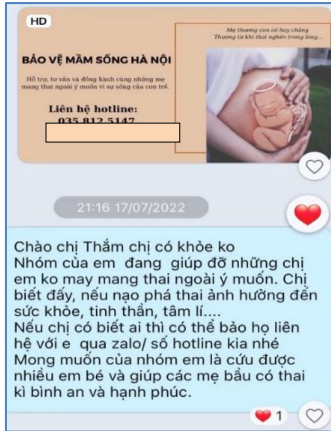 HD
Mẹ thương con có hay chăng
Thương từ khi thai nghén trong lòng...
BẢO VỆ MẦM SỐNG HÀ NỘI
Hỗ trợ, tư vấn và đồng hành cùng những mẹ
mang thai ngoài ý muốn vì sự sống của con trẻ.
Liên hệ hotline:
035 812 5147
21:16 17/07/2022
Chào chị Thắm chị có khỏe ko
Nhóm của em đang giúp đỡ những chị
em ko may mang thai ngoài ý muốn. Chị
biết đấy, nếu nạo phá thai ảnh hưởng đến
sức khỏe, tinh thần, tâm lí....
Nếu chị có biết ai thì có thể bảo họ liên
hệ với e qua zalo/ số hotline kia nhé
Mong muốn của nhóm em là cứu được
nhiều em bé và giúp các mẹ bầu có thai
kì bình an và hạnh phúc.
1